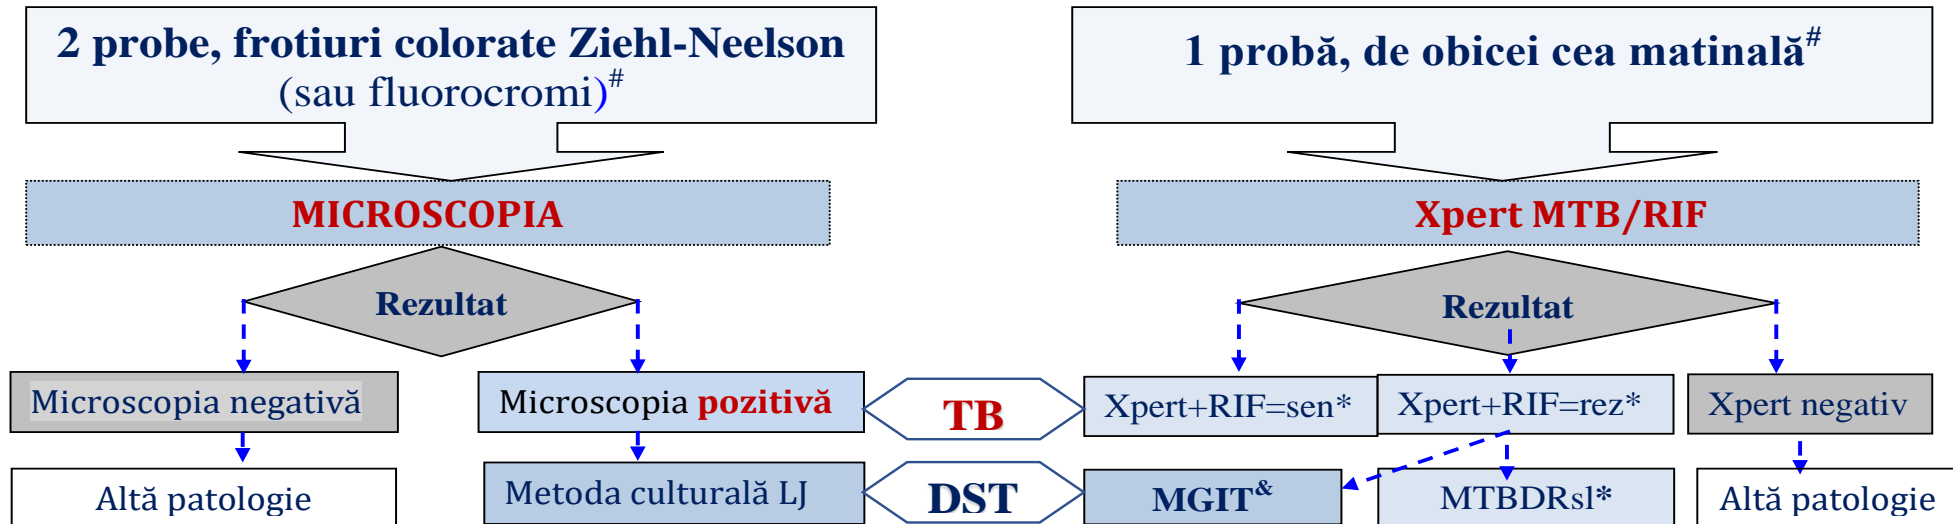 2 probe, frotiuri colorate Ziehl-Neelson
(sau fluorocromi)#
1 probă, de obicei cea matinală#
MICROSCOPIA
Xpert MTB/RIF
Rezultat
Rezultat
Microscopia negativă
Microscopia pozitivă
TB
Xpert+RIF=sen*
Xpert+RIF=rez*
Xpert negativ
Altă patologie
Metoda culturală LJ
DST
MGIT&
MTBDRsl*
Altă patologie